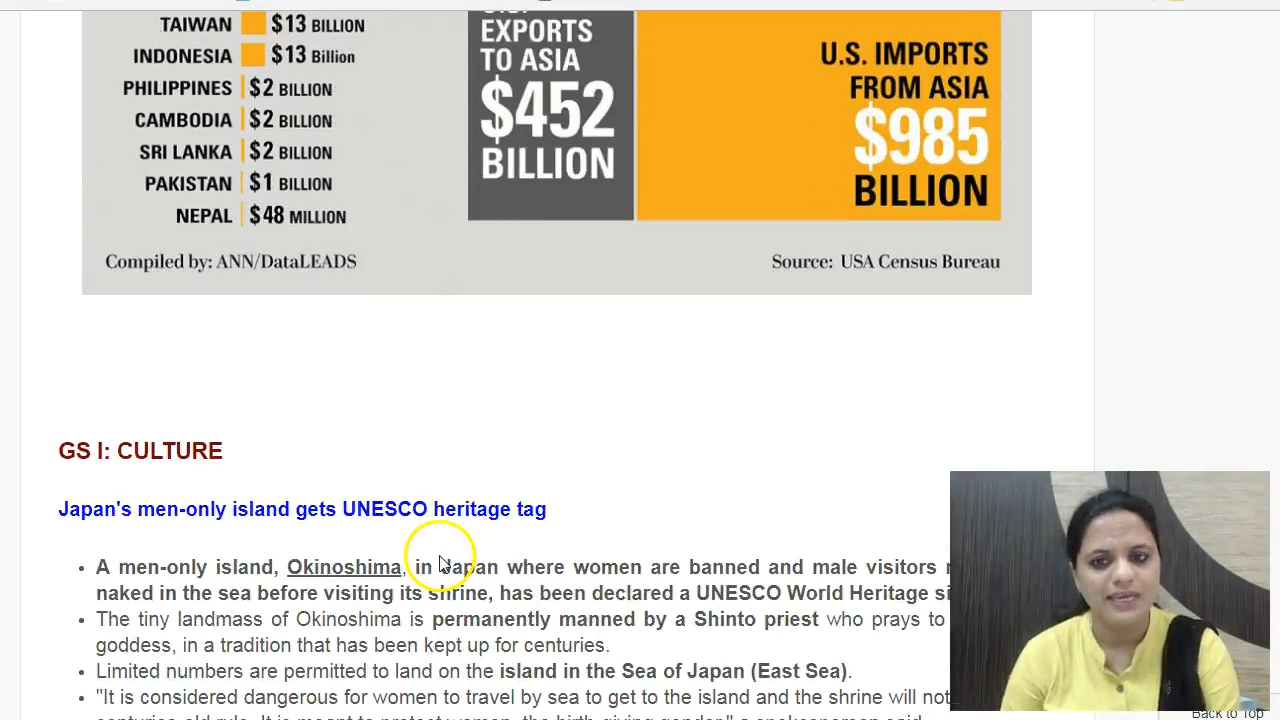 TAIWAN $13 BILLION
INDONESIA $13 Billion
PHILIPPINES $2 BILLION
CAMBODIA $2 BILLION
SRI LANKA $2 BILLION
PAKISTAN $1 BILLION
NEPAL $48 MILLION
EXPORTS
TO ASIA
$452
BILLION
U.S. IMPORTS
FROM ASIA
$985
BILLION
Compiled by: ANN/DataLEADS
Source: USA Census Bureau
GS I: CULTURE
Japan's men-only island gets UNESCO heritage tag
• A men-only island, Okinoshima, in Japan where women are banned and male visitors
naked in the sea before visiting its shrine, has been declared a UNESCO World Heritage
• The tiny landmass of Okinoshima is permanently manned by a Shinto priest who prays to
goddess, in a tradition that has been kept up for centuries.
• Limited numbers are permitted to land on the island in the Sea of Japan (East Sea).
• "It is considered dangerous for women to travel by sea to get to the island and the shrine will not
Back to Top